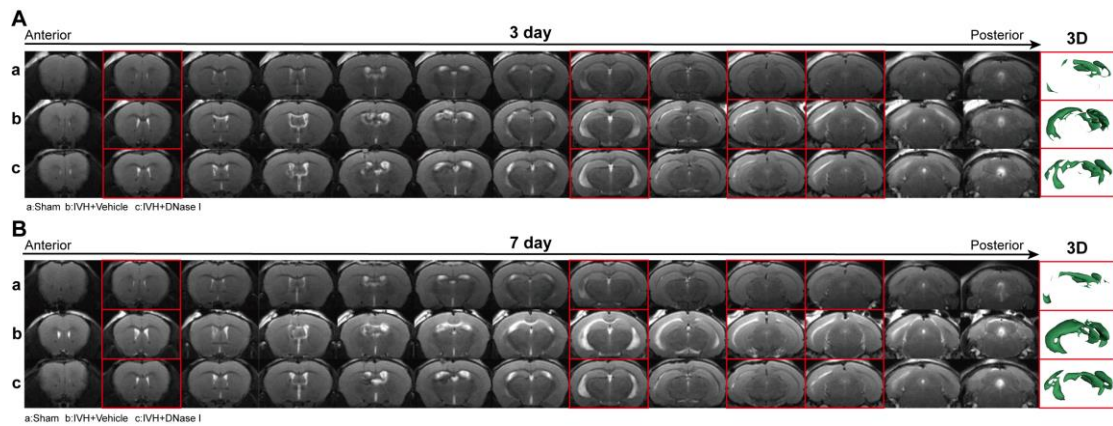 A
Anterior 3 day Posterior 3D
a
b
c
a:Sham b:IVH+Vehicle c:IVH+DNase I
B
Anterior 7 day Posterior 3D
a
b
c
a:Sham b:IVH+Vehicle c:IVH+DNase I